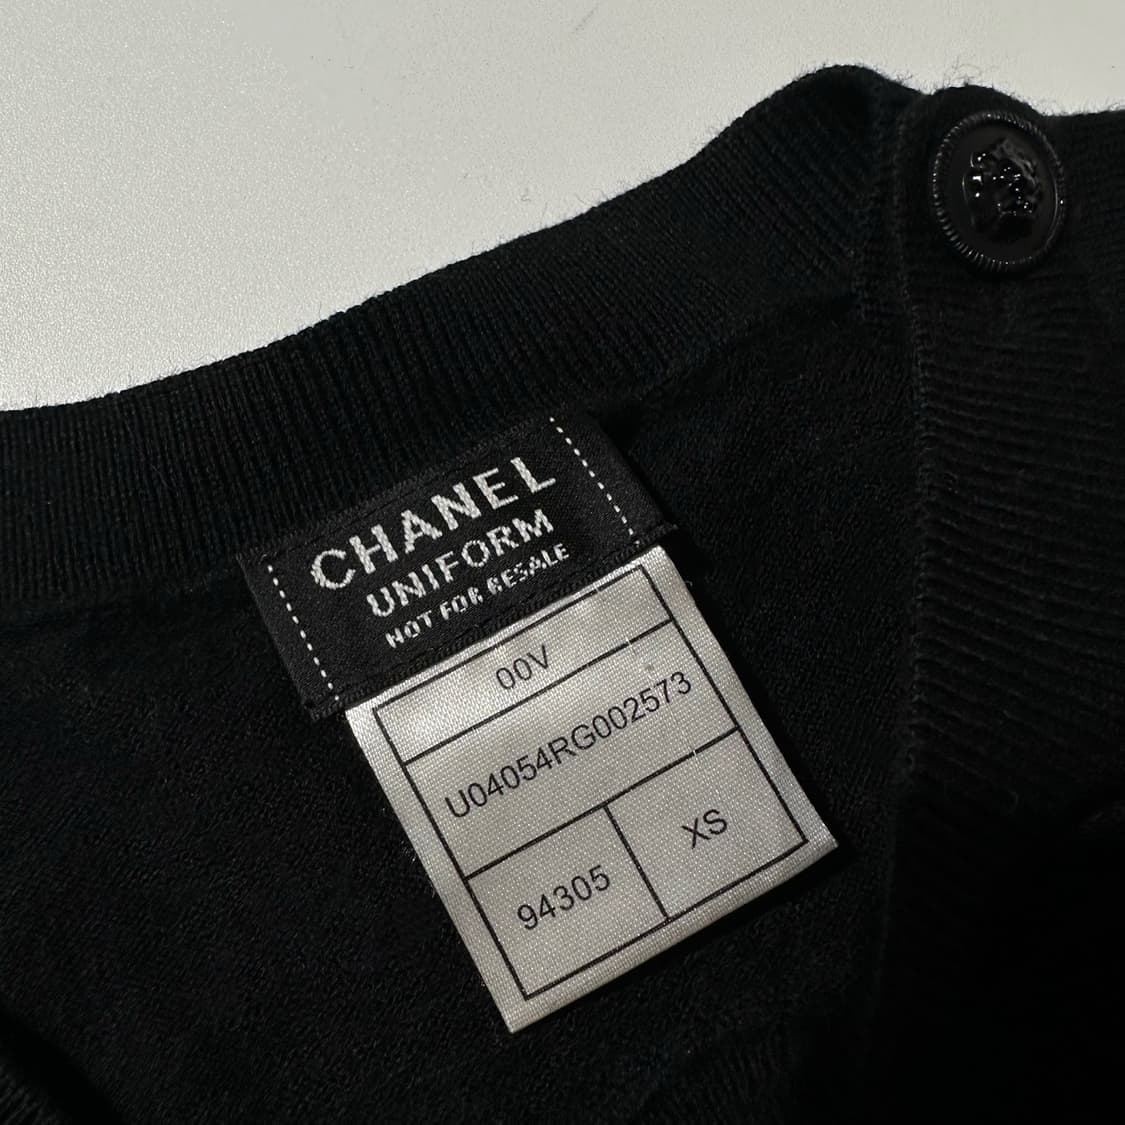 CHANEL
UNIFORM
NOT FOR RESALE
00V
U04054RG002573
94305 XS